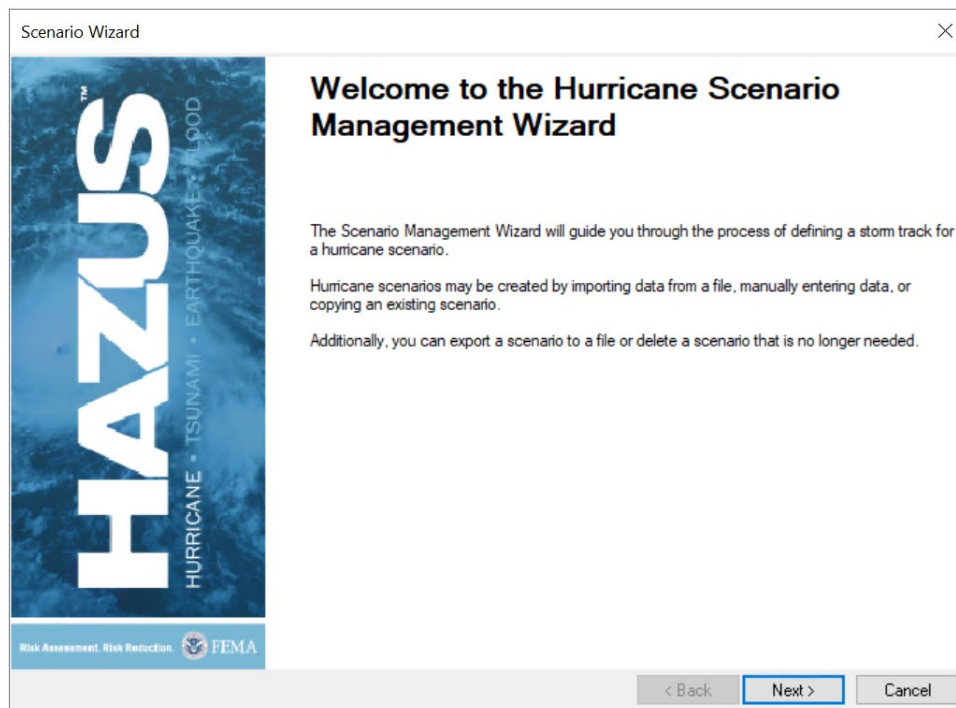 Scenario Wizard
HAZUS™
HURRICANE • TSUNAMI • EARTHQUAKE • FLOOD
Risk Assessment. Risk Reduction. FEMA
Welcome to the Hurricane Scenario
Management Wizard
The Scenario Management Wizard will guide you through the process of defining a storm track for
a hurricane scenario.
Hurricane scenarios may be created by importing data from a file, manually entering data, or
copying an existing scenario.
Additionally, you can export a scenario to a file or delete a scenario that is no longer needed.
< Back Next > Cancel